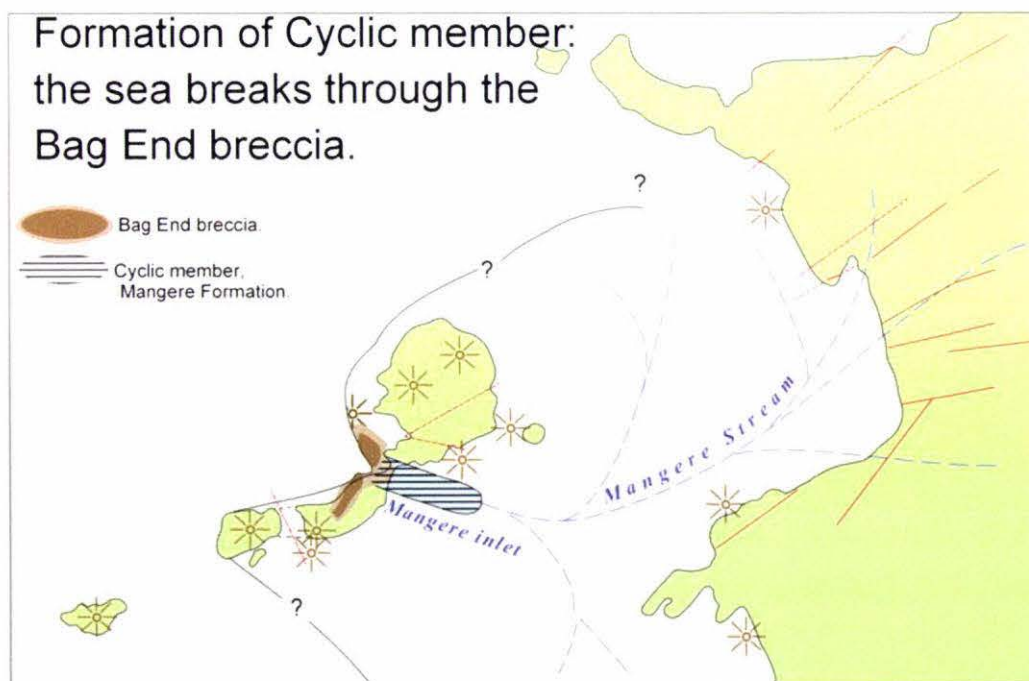 Formation of Cyclic member:
the sea breaks through the
Bag End breccia.
Bag End breccia.
Cyclic member,
Mangere Formation.
?
?
Mangere Stream
Mangere inlet
?